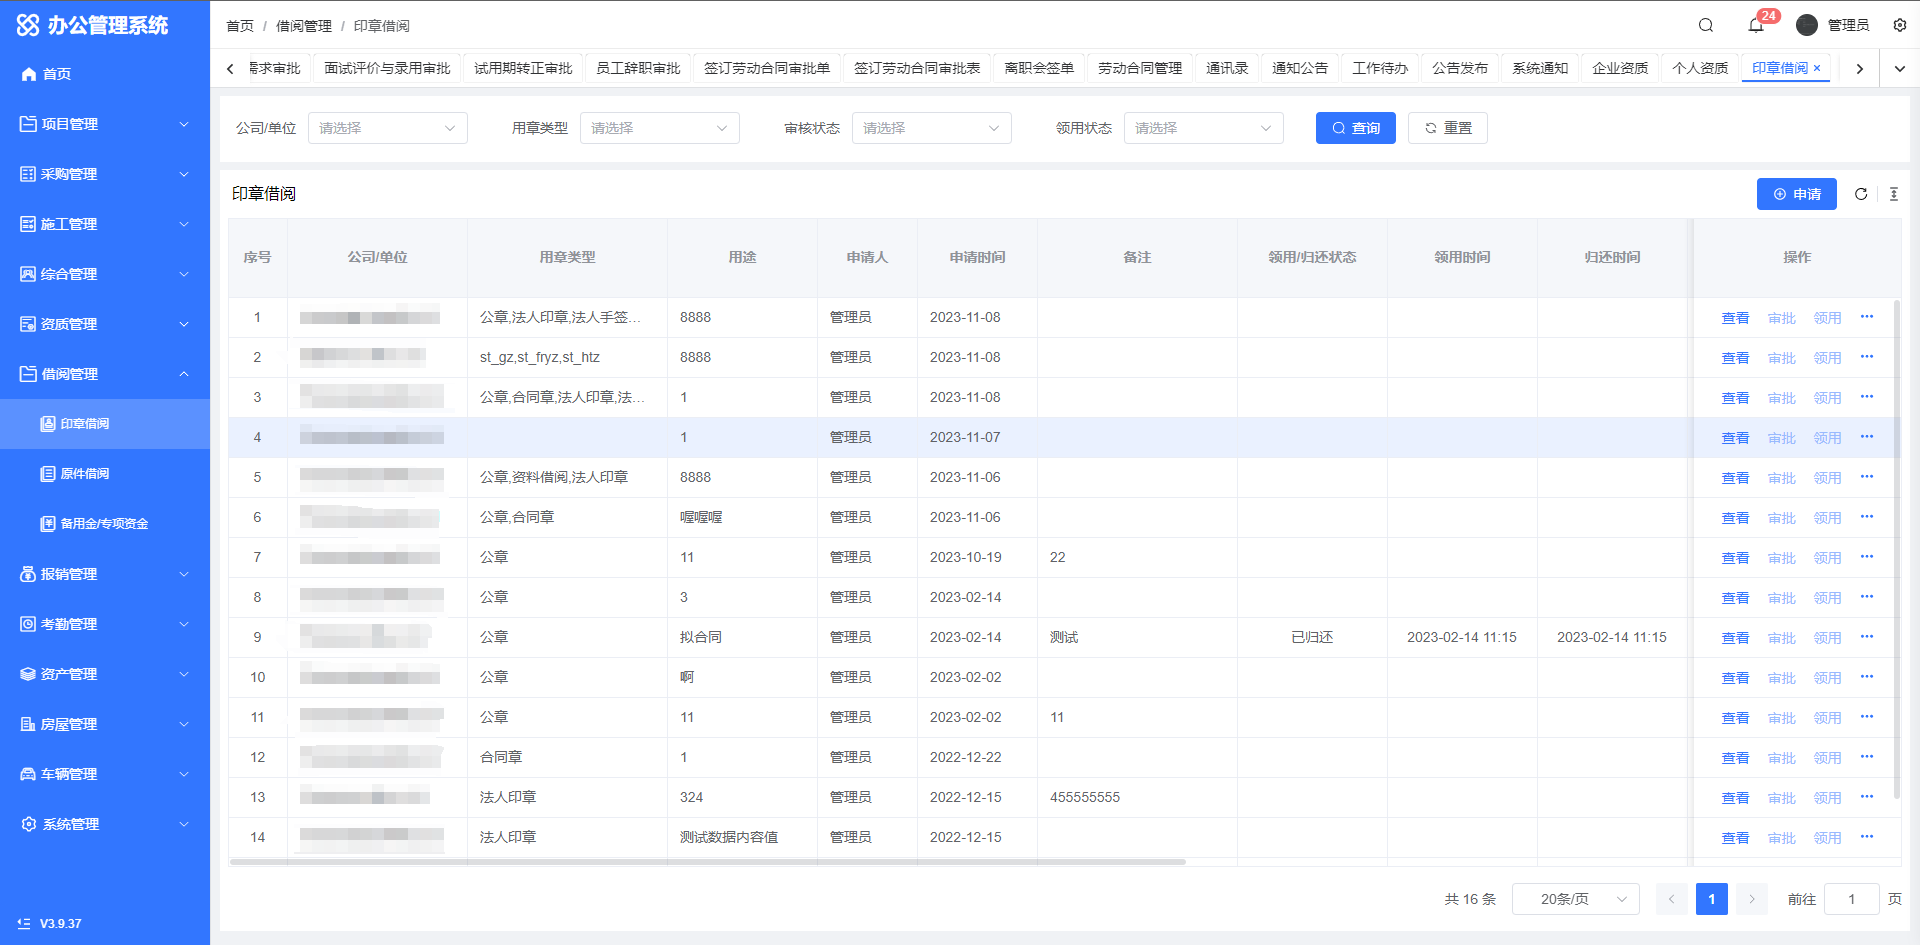 办公管理系统
首页 / 借阅管理 / 印章借阅
24
管理员
需求审批 面试评价与录用审批 试用期转正审批 员工辞职审批 签订劳动合同审批单 签订劳动合同审批表 离职会签单 劳动合同管理 通讯录 通知公告 工作待办 公告发布 系统通知 企业资质 个人资质 印章借阅 ×
首页
项目管理
采购管理
施工管理
综合管理
资质管理
借阅管理
印章借阅
原件借阅
备用金/专项资金
报销管理
考勤管理
资产管理
房屋管理
车辆管理
系统管理
V3.9.37
公司/单位 请选择 用章类型 请选择 审核状态 请选择 领用状态 请选择 查询 重置
印章借阅 申请
序号 公司/单位 用章类型 用途 申请人 申请时间 备注 领用/归还状态 领用时间 归还时间 操作
1 公章,法人印章,法人手签... 8888 管理员 2023-11-08 查看 审批 领用 ···
2 st_gz,st_fryz,st_htz 8888 管理员 2023-11-08 查看 审批 领用 ···
3 公章,合同章,法人印章,法... 1 管理员 2023-11-08 查看 审批 领用 ···
4 1 管理员 2023-11-07 查看 审批 领用 ···
5 公章,资料借阅,法人印章 8888 管理员 2023-11-06 查看 审批 领用 ···
6 公章,合同章 喔喔喔 管理员 2023-11-06 查看 审批 领用 ···
7 公章 11 管理员 2023-10-19 22 查看 审批 领用 ···
8 公章 3 管理员 2023-02-14 查看 审批 领用 ···
9 公章 拟合同 管理员 2023-02-14 测试 已归还 2023-02-14 11:15 2023-02-14 11:15 查看 审批 领用 ···
10 公章 啊 管理员 2023-02-02 查看 审批 领用 ···
11 公章 11 管理员 2023-02-02 11 查看 审批 领用 ···
12 合同章 1 管理员 2022-12-22 查看 审批 领用 ···
13 法人印章 324 管理员 2022-12-15 455555555 查看 审批 领用 ···
14 法人印章 测试数据内容值 管理员 2022-12-15 查看 审批 领用 ···
共 16 条 20条/页 1 前往 1 页